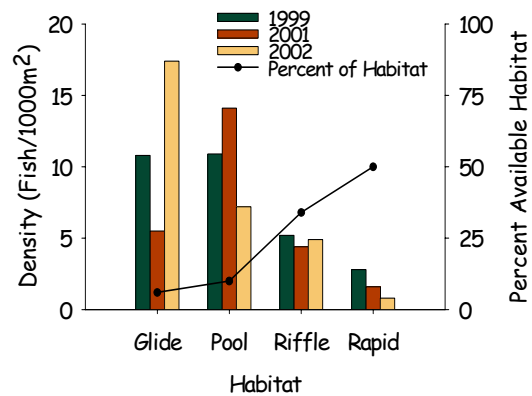 1999
2001
2002
Percent of Habitat
Density (Fish/1000m²)
20
15
10
5
0
100
75
50
25
0
Percent Available Habitat
Glide Pool Riffle Rapid
Habitat